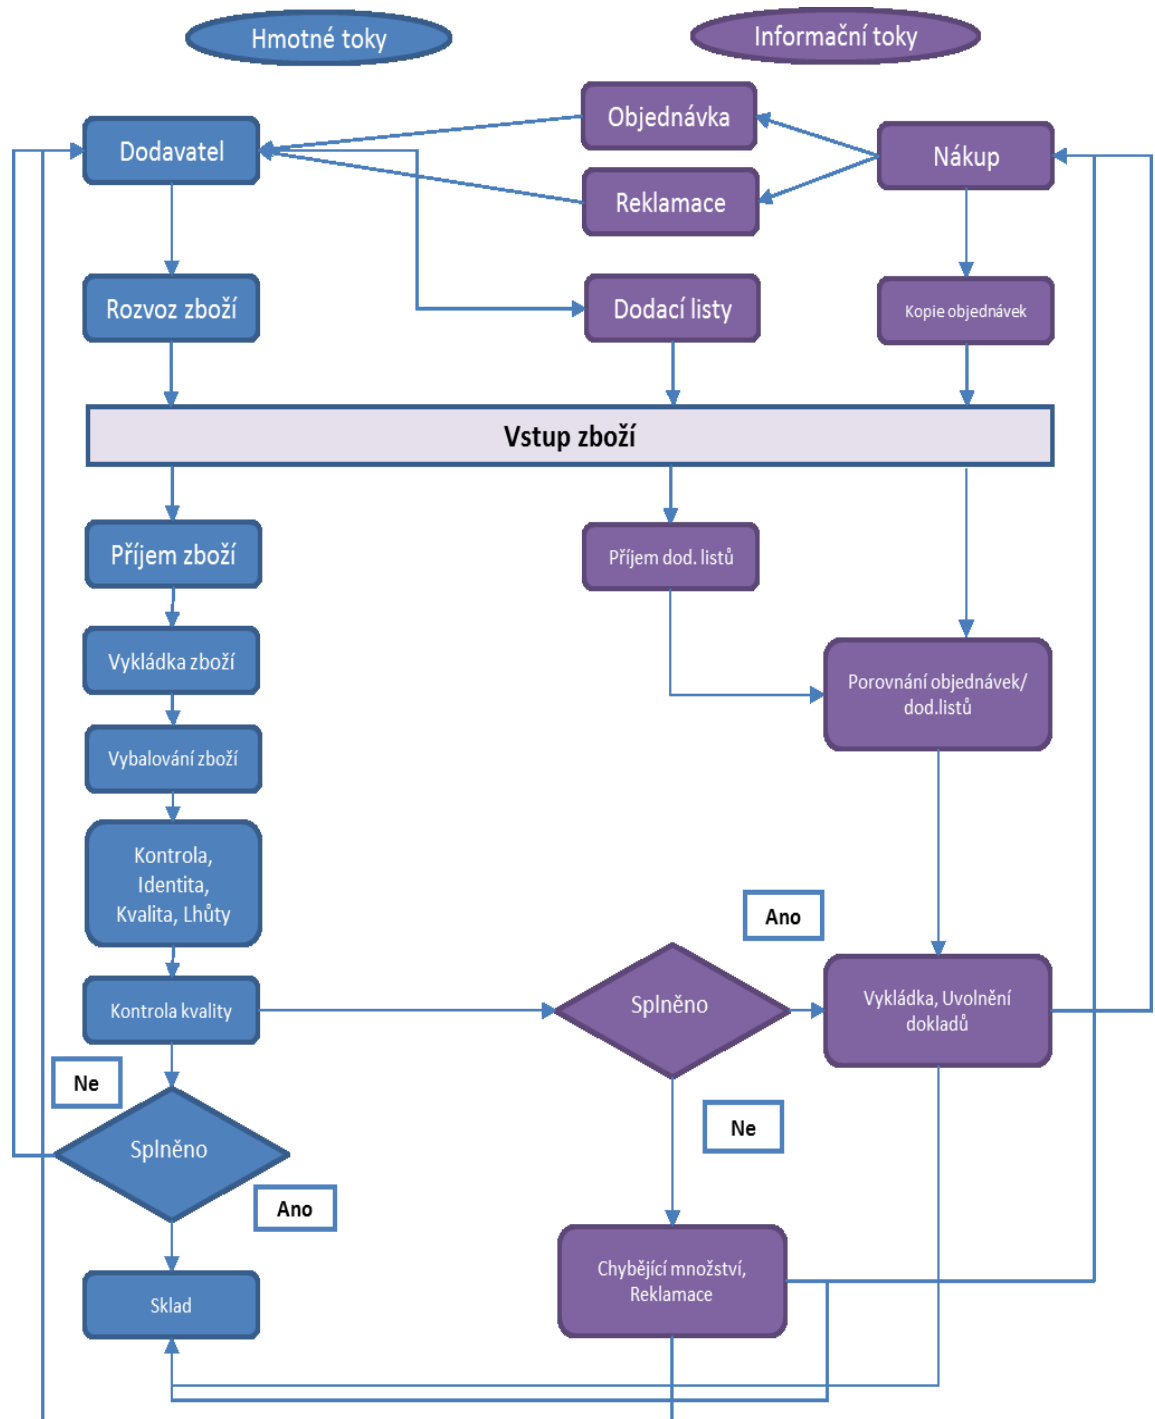 Hmotné toky
Informační toky
Objednávka
Dodavatel
Nákup
Reklamace
Rozvoz zboží
Dodací listy
Kopie objednávek
Vstup zboží
Příjem zboží
Příjem dod. listů
Vykládka zboží
Porovnání objednávek/
dod.listů
Vybalování zboží
Kontrola,
Identita,
Kvalita, Lhůty
Ano
Kontrola kvality
Splněno
Vykládka, Uvolnění
dokladů
Ne
Ne
Splněno
Ano
Chybějící množství,
Reklamace
Sklad